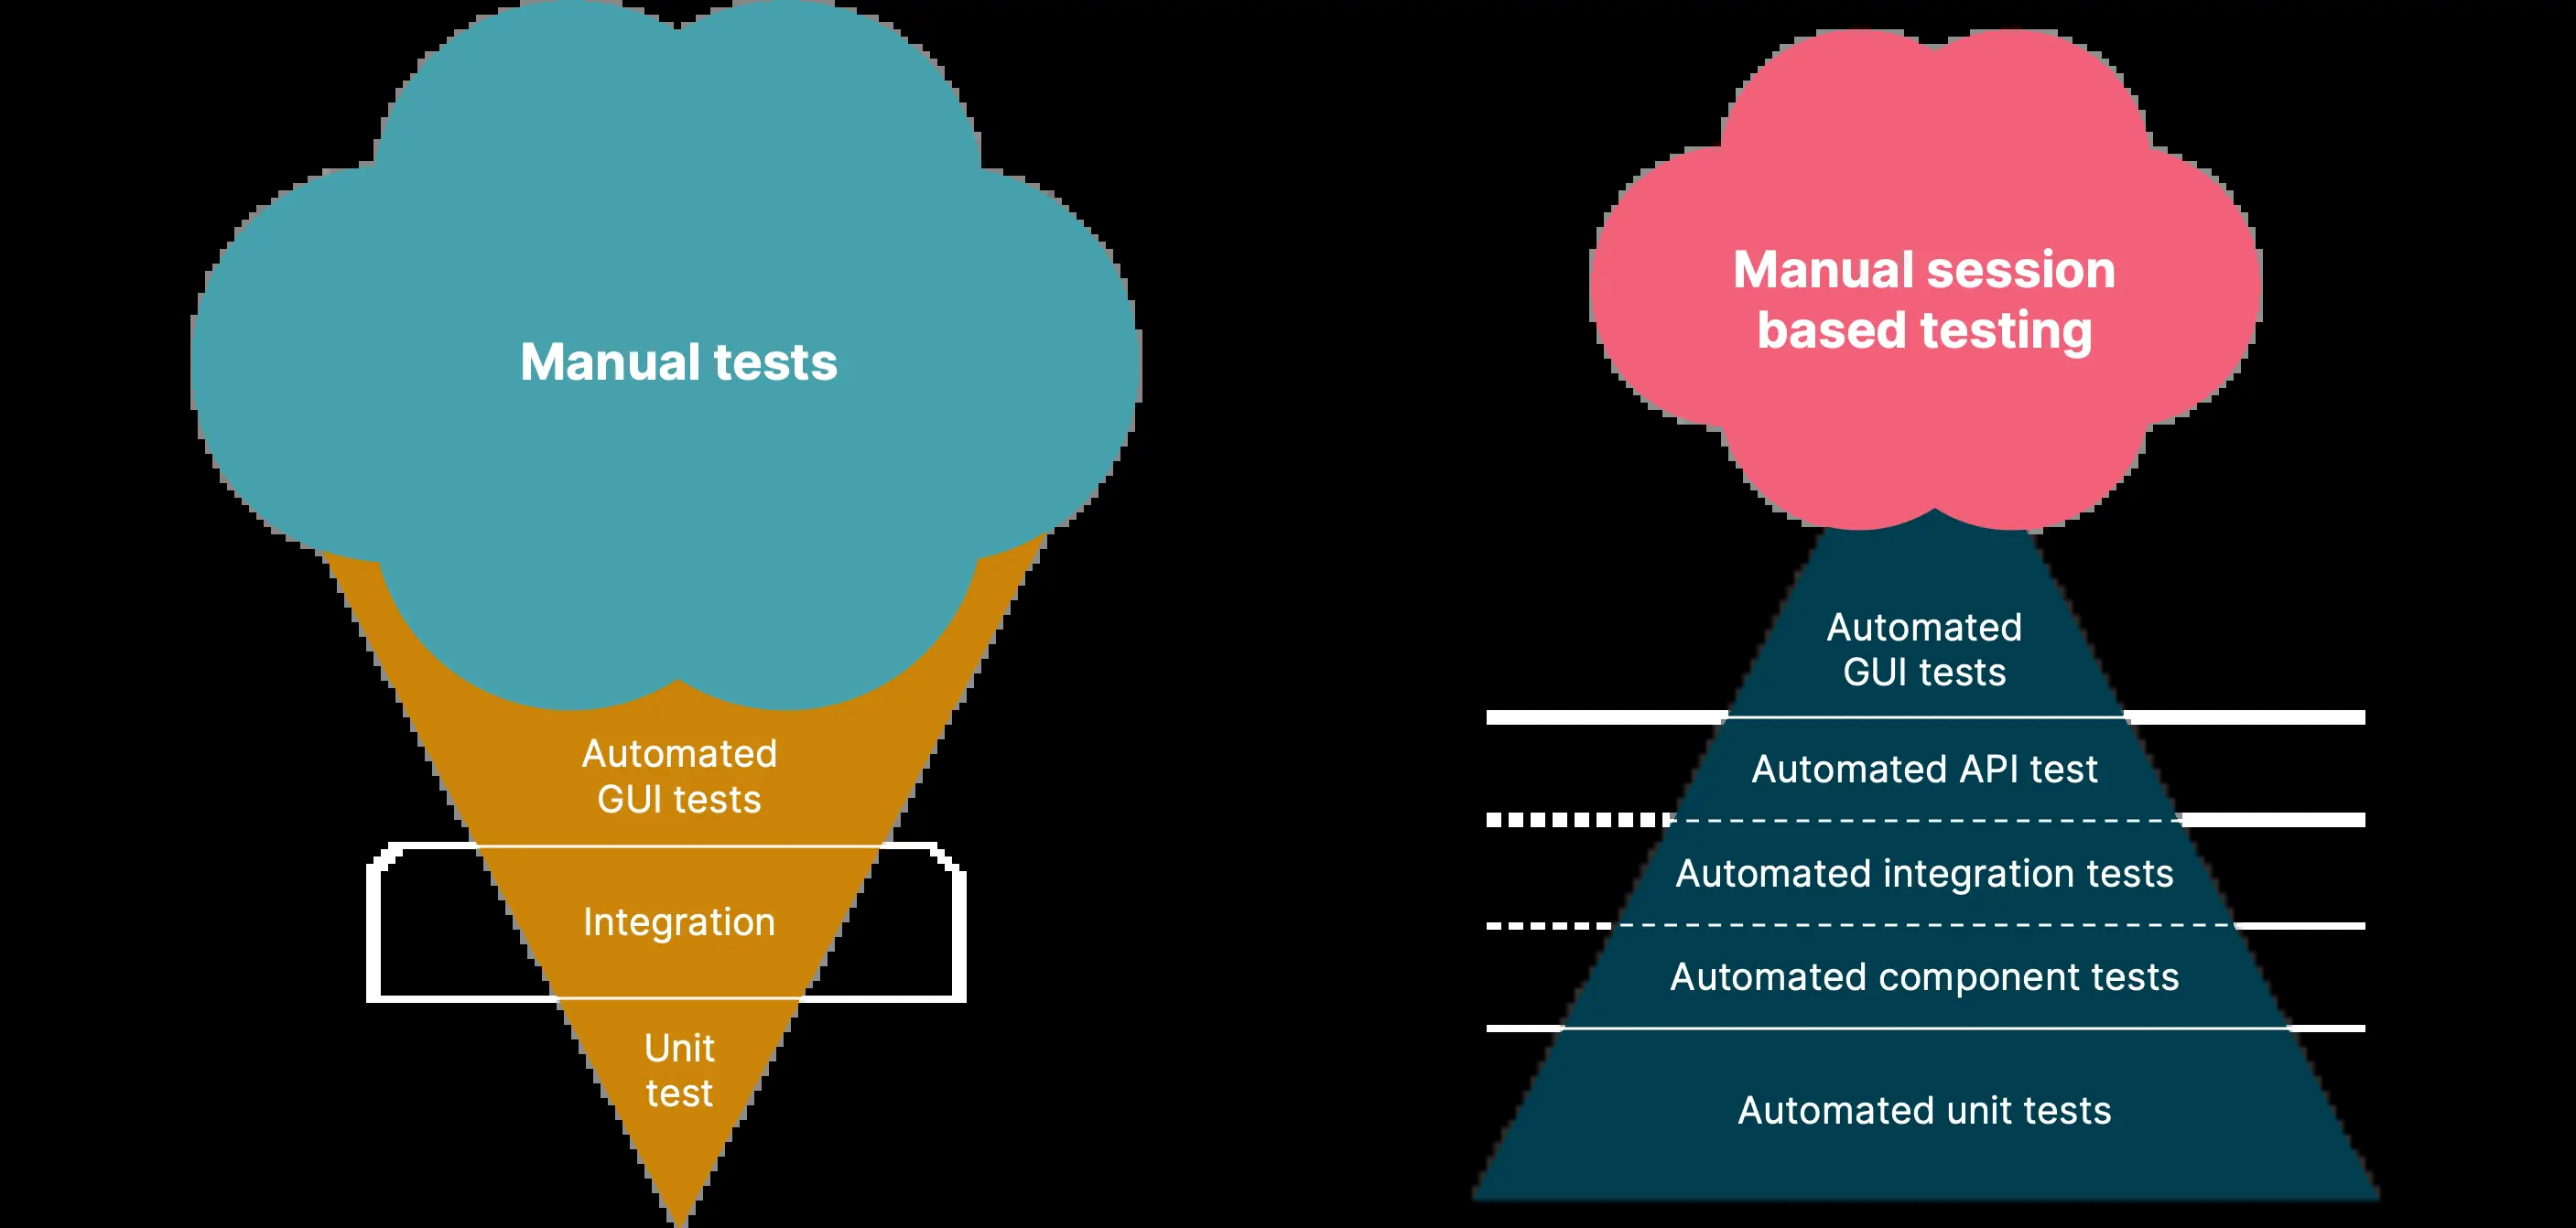 Manual tests
Automated
GUI tests
Integration
Unit
test
Manual session
based testing
Automated
GUI tests
Automated API test
Automated integration tests
Automated component tests
Automated unit tests